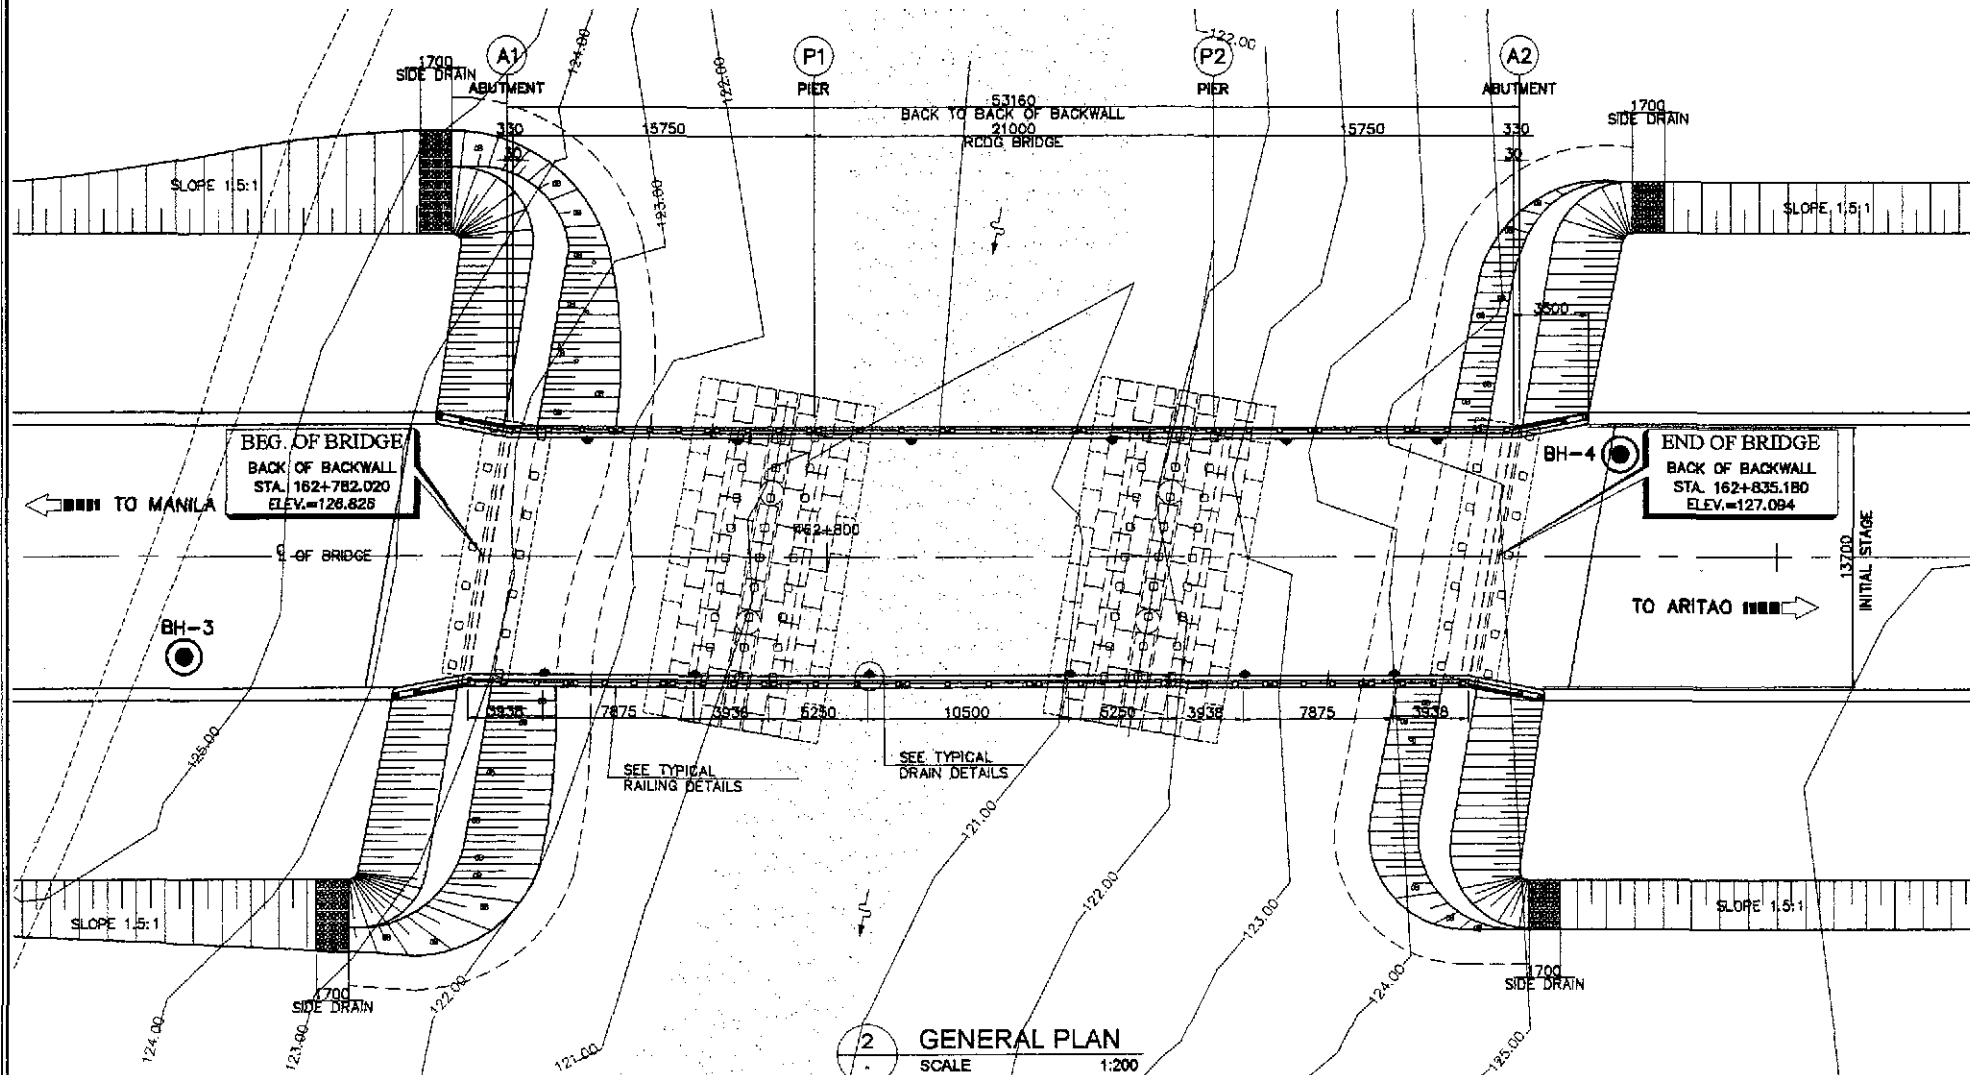 A1
ABUTMENT
P1
PIER
P2
PIER
A2
ABUTMENT
1700
SIDE DRAIN
1700
SIDE DRAIN
124.00
122.00
122.00
123.00
53160
BACK TO BACK OF BACKWALL
330
15750
21000
15750
330
RCDG BRIDGE
30
30
SLOPE 1.5:1
SLOPE 1.5:1
3500
BEG. OF BRIDGE
BACK OF BACKWALL
STA. 162+782.020
ELEV.=126.826
END OF BRIDGE
BACK OF BACKWALL
STA. 162+835.180
ELEV.=127.094
BH-4
TO MANILA
162+800
℄ OF BRIDGE
13700
INITIAL STAGE
TO ARITAO
BH-3
3938
7875
3938
5250
10500
5250
3938
7875
3938
125.00
SEE TYPICAL
RAILING DETAILS
SEE TYPICAL
DRAIN DETAILS
121.00
122.00
123.00
SLOPE 1.5:1
SLOPE 1.5:1
1700
SIDE DRAIN
1700
SIDE DRAIN
122.00
124.00
124.00
123.00
121.00
125.00
2
GENERAL PLAN
SCALE 1:200